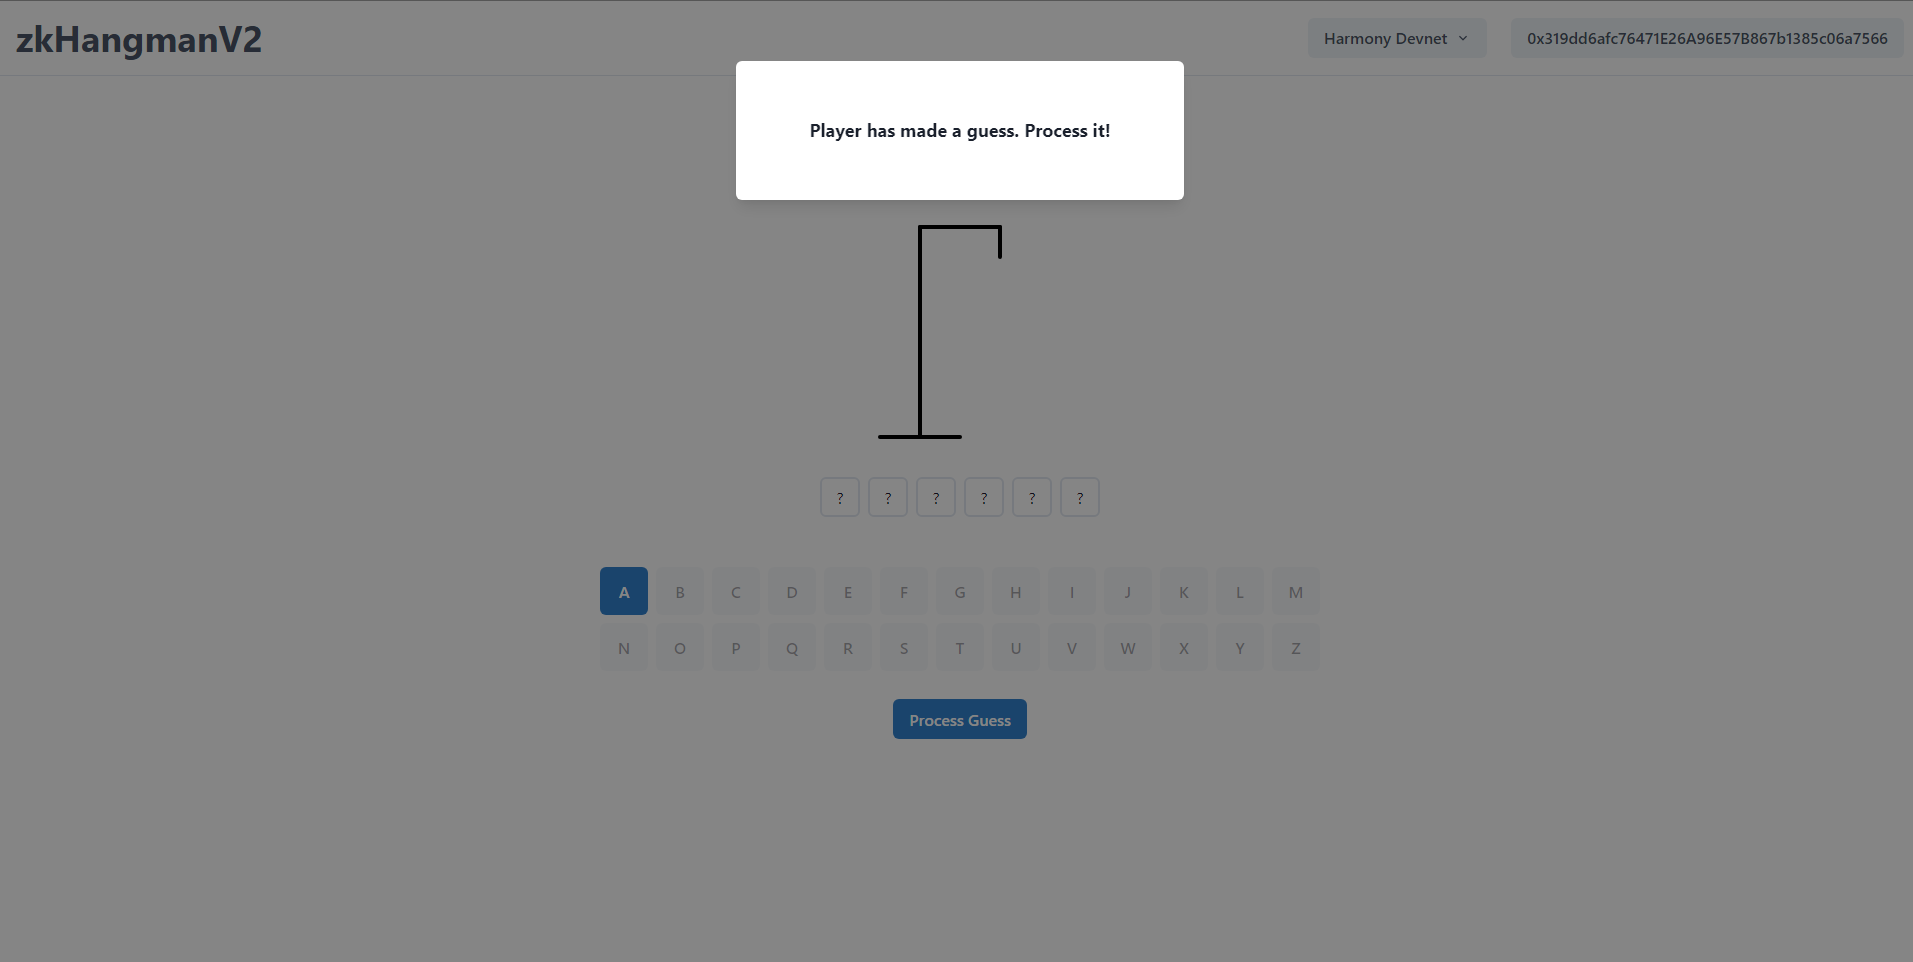 zkHangmanV2
Harmony Devnet
0x319dd6afc76471E26A96E57B867b1385c06a7566
Player has made a guess. Process it!
? ? ? ? ? ?
A B C D E F G H I J K L M
N O P Q R S T U V W X Y Z
Process Guess